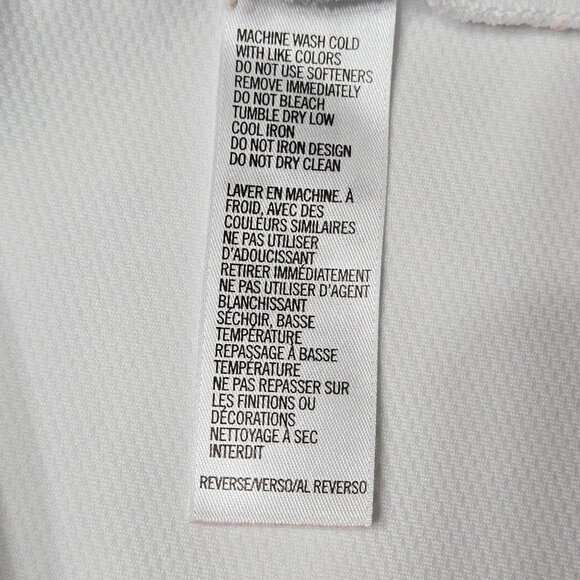 MACHINE WASH COLD
WITH LIKE COLORS
DO NOT USE SOFTENERS
REMOVE IMMEDIATELY
DO NOT BLEACH
TUMBLE DRY LOW
COOL IRON
DO NOT IRON DESIGN
DO NOT DRY CLEAN
LAVER EN MACHINE. À
FROID, AVEC DES
COULEURS SIMILAIRES
NE PAS UTILISER
D'ADOUCISSANT
RETIRER IMMÉDIATEMENT
NE PAS UTILISER D'AGENT
BLANCHISSANT
SÉCHOIR, BASSE
TEMPÉRATURE
REPASSAGE À BASSE
TEMPÉRATURE
NE PAS REPASSER SUR
LES FINITIONS OU
DÉCORATIONS
NETTOYAGE À SEC
INTERDIT
REVERSE/VERSO/AL REVERSO